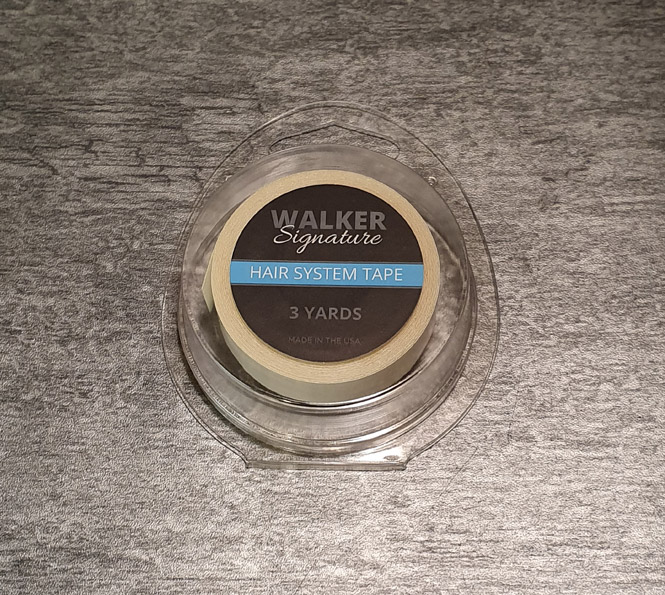 WALKER
Signature
HAIR SYSTEM TAPE
3 YARDS
MADE IN THE USA